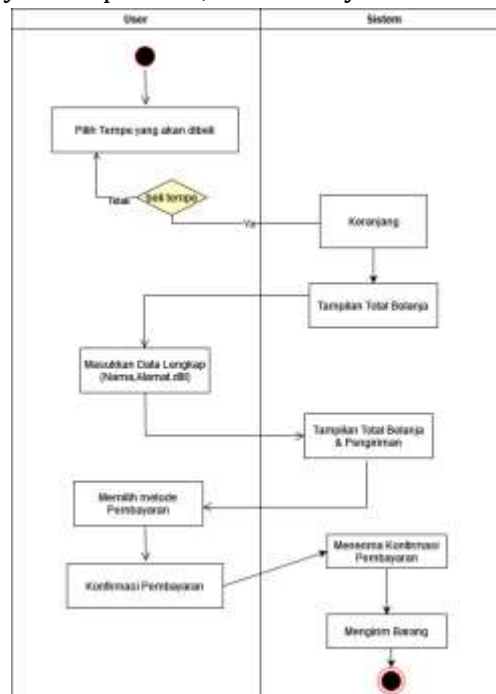 User
Sistem
Pilih Tempe yang akan dibeli
Tidak
beli tempe
Ya
Keranjang
Tampilan Total Belanja
Masukkan Data Lengkap
(Nama,Alamat.dlll)
Tampilan Total Belanja
& Pengiriman
Memilih metode
Pembayaran
Konfirmasi Pembayaran
Menerima Konfirmasi
Pembayaran
Mengirim Barang